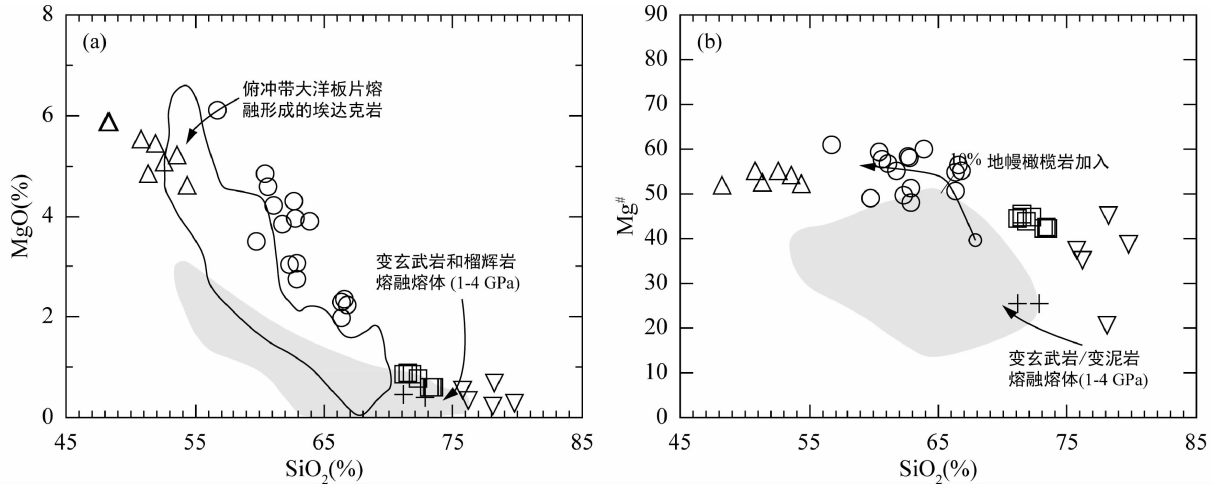 (a)
俯冲带大洋板片熔
融形成的埃达克岩
变玄武岩和榴辉岩
熔融熔体 (1-4 GPa)
MgO(%)
8
6
4
2
0
45
55
65
75
85
SiO₂(%)
(b)
10% 地幔橄榄岩加入
变玄武岩/变泥岩
熔融熔体(1-4 GPa)
Mg#
90
80
70
60
50
40
30
20
10
0
45
55
65
75
85
SiO₂(%)